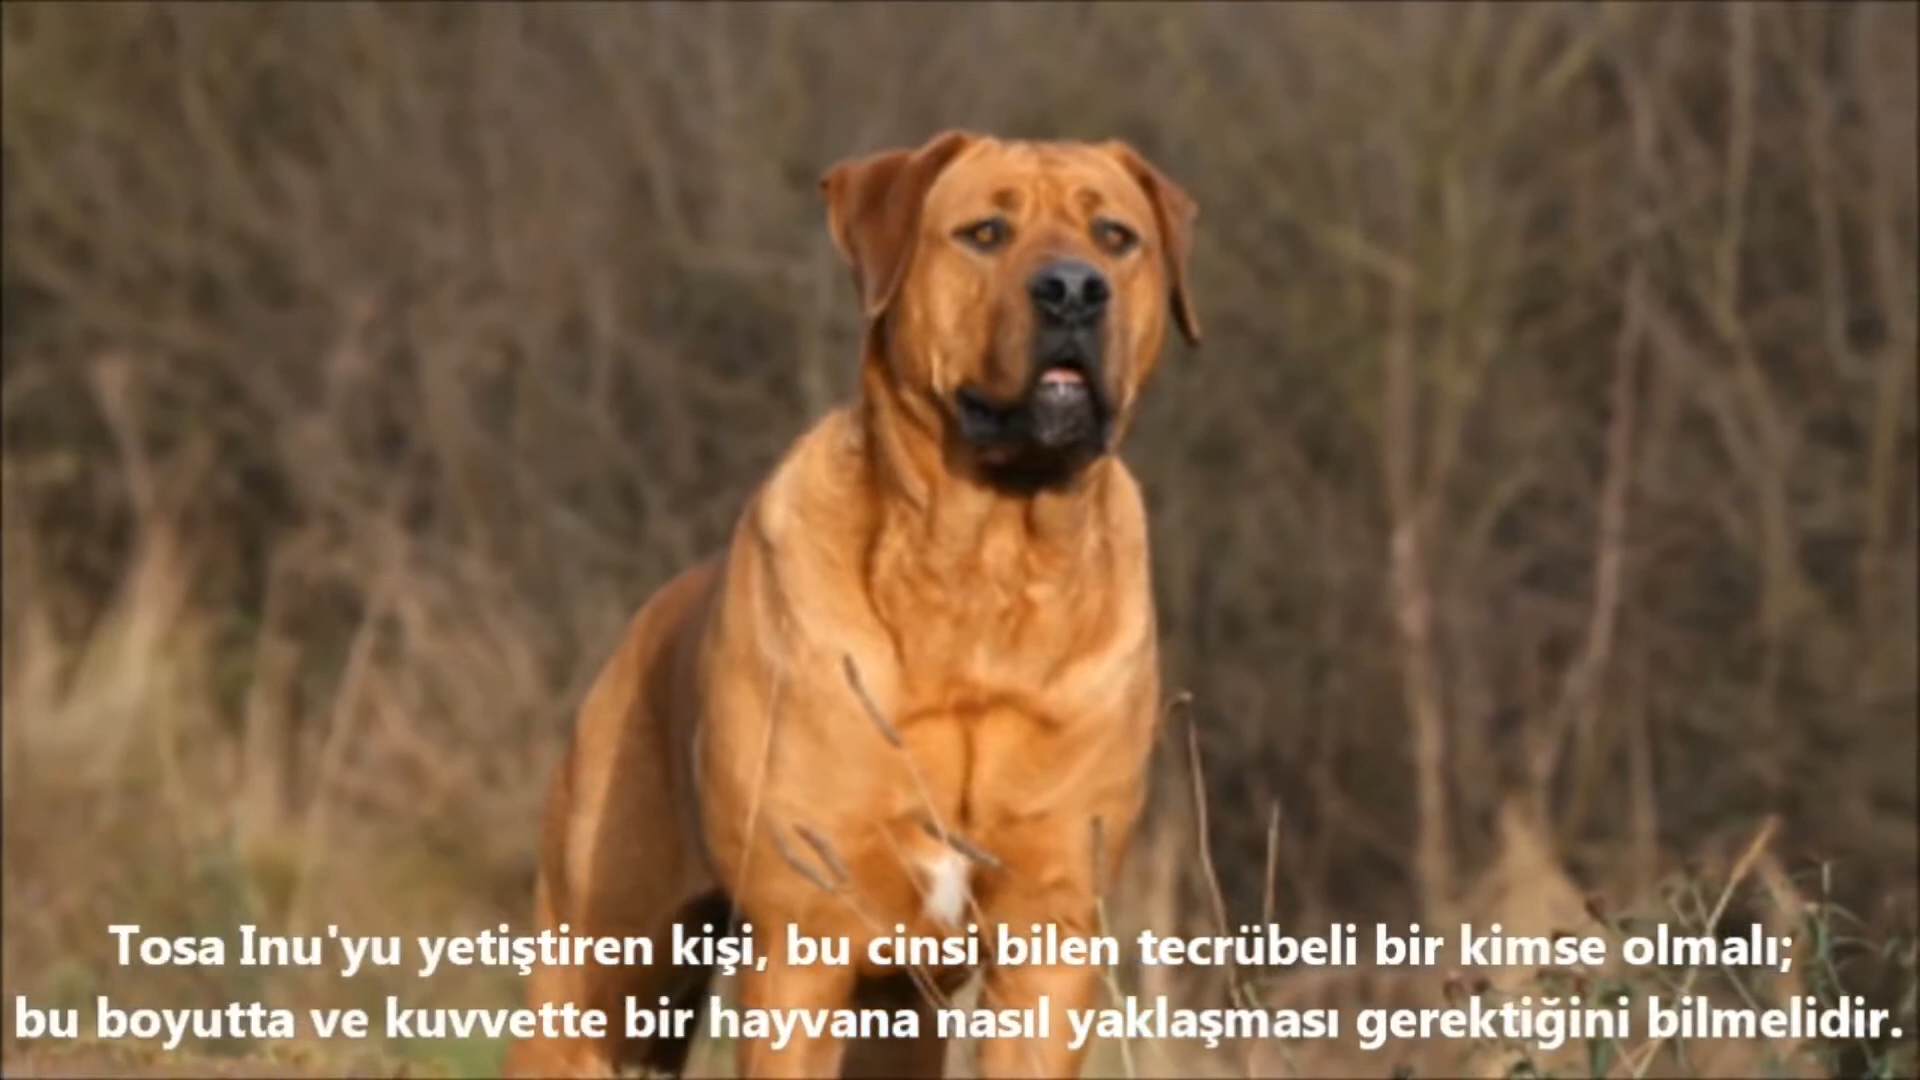 Tosa Inu'yu yetiştiren kişi, bu cinsi bilen tecrübeli bir kimse olmalı;
bu boyutta ve kuvvette bir hayvana nasıl yaklaşması gerektiğini bilmelidir.